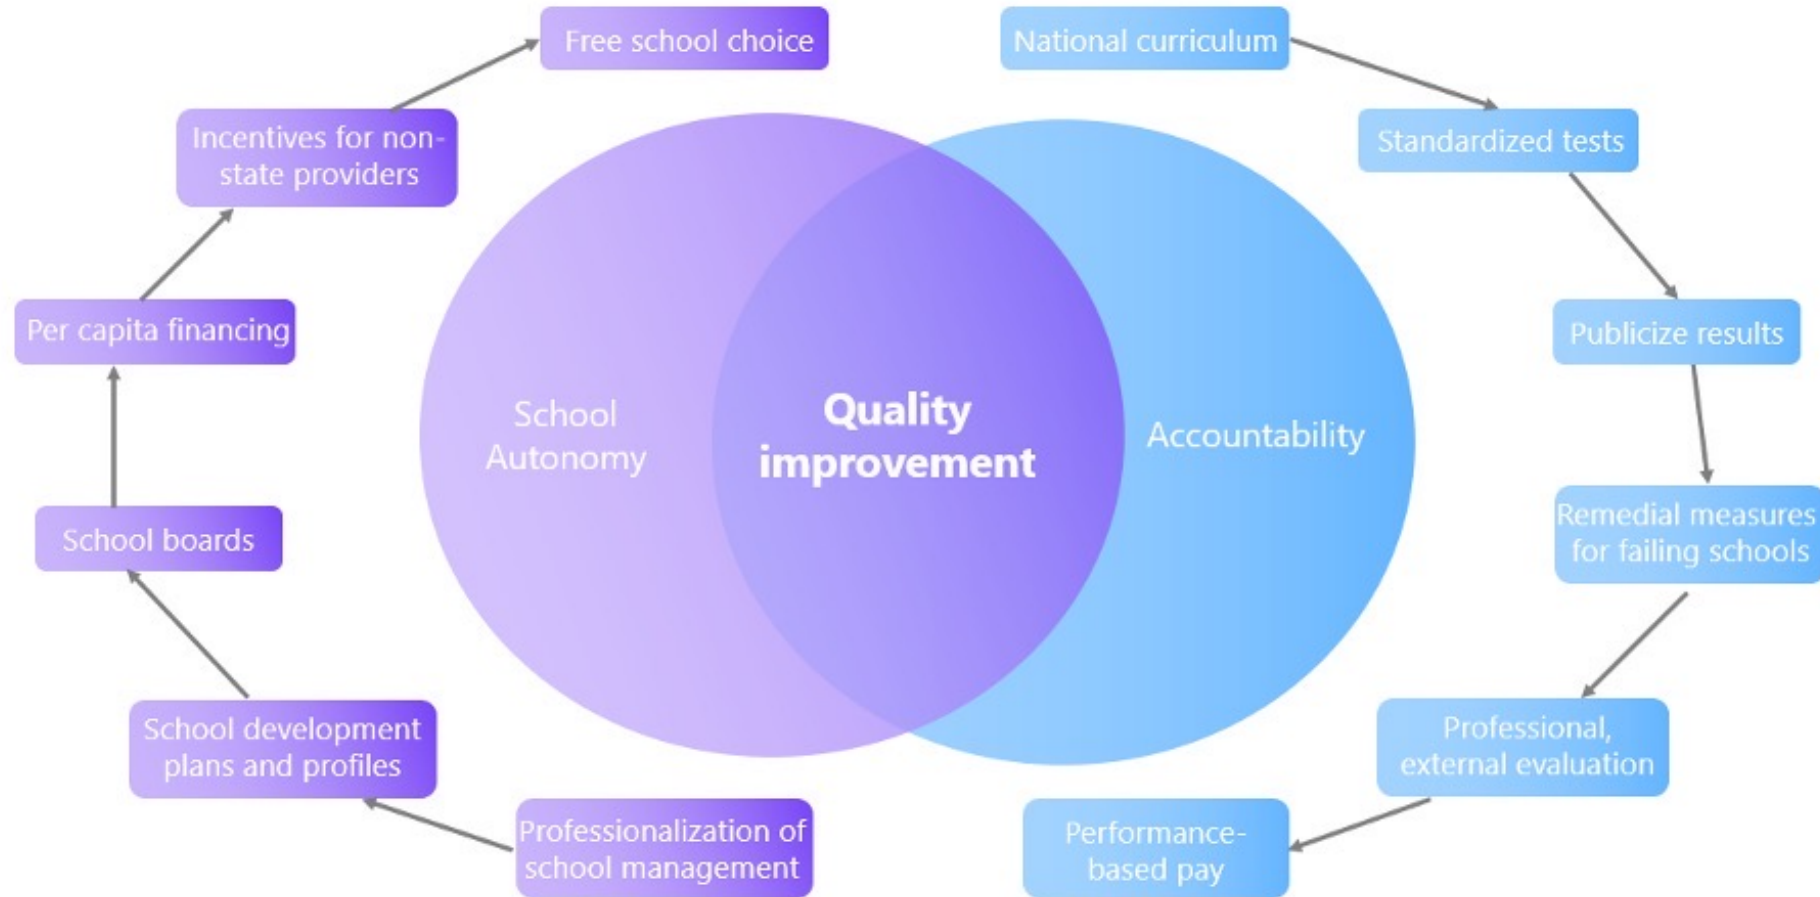 Free school choice
National curriculum
Incentives for non-
state providers
Standardized tests
Per capita financing
Publicize results
School
Autonomy
Quality
improvement
Accountability
School boards
Remedial measures
for failing schools
School development
plans and profiles
Professional,
external evaluation
Professionalization of
school management
Performance-
based pay